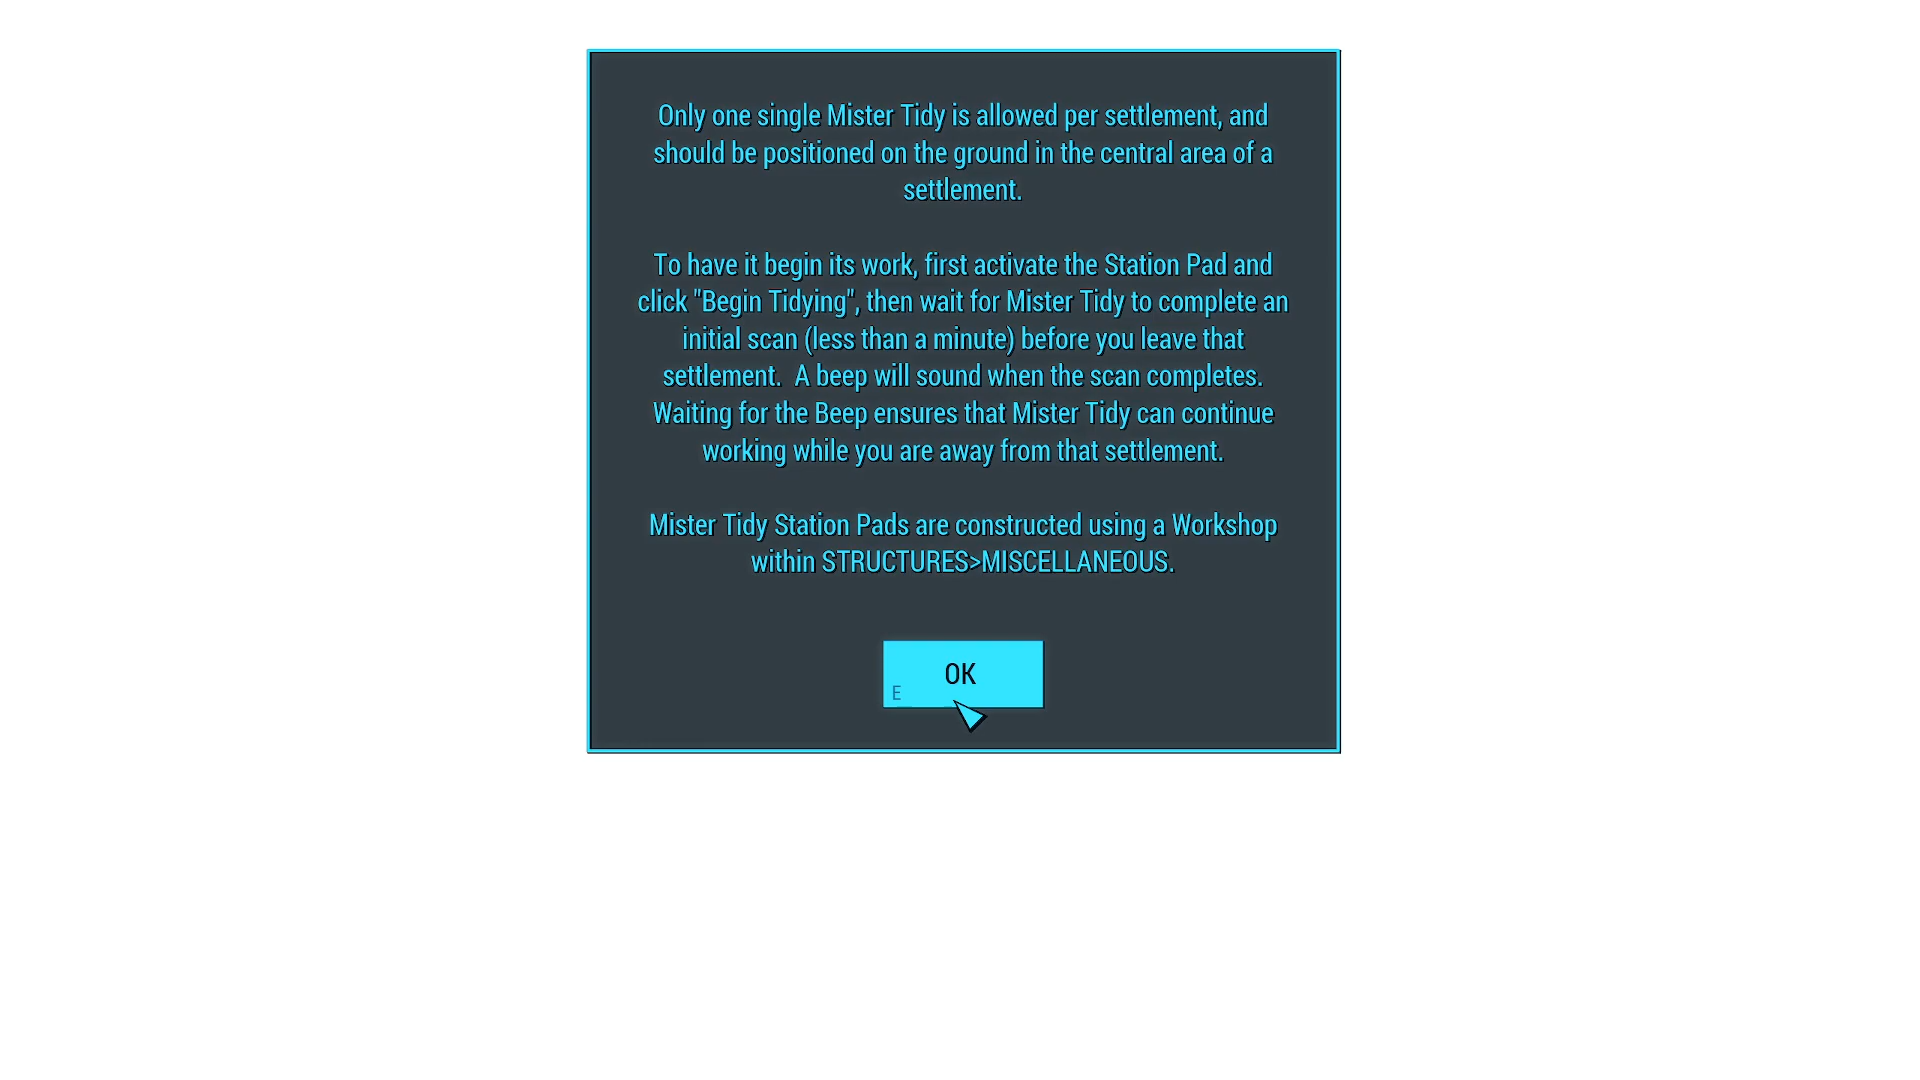 Only one single Mister Tidy is allowed per settlement, and
should be positioned on the ground in the central area of a
settlement.
To have it begin its work, first activate the Station Pad and
click "Begin Tidying", then wait for Mister Tidy to complete an
initial scan (less than a minute) before you leave that
settlement.  A beep will sound when the scan completes.
Waiting for the Beep ensures that Mister Tidy can continue
working while you are away from that settlement.
Mister Tidy Station Pads are constructed using a Workshop
within STRUCTURES>MISCELLANEOUS.
OK
E